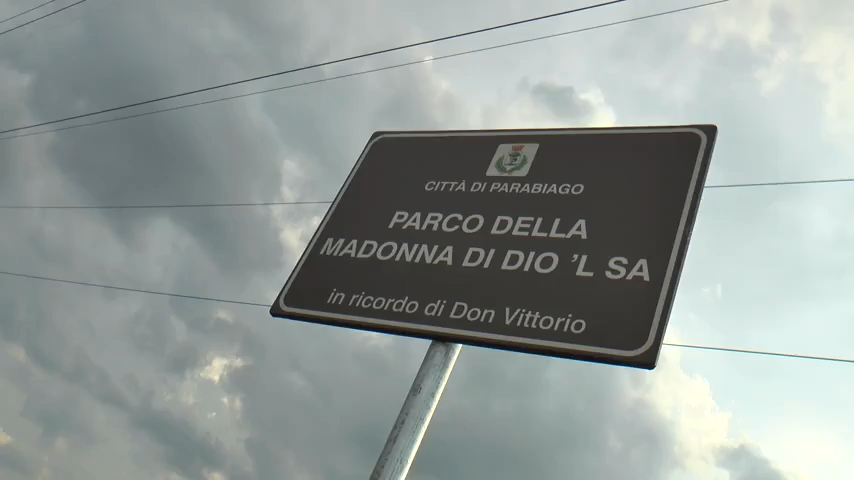 CITTÀ DI PARABIAGO
PARCO DELLA
MADONNA DI DIO 'L SA
in ricordo di Don Vittorio